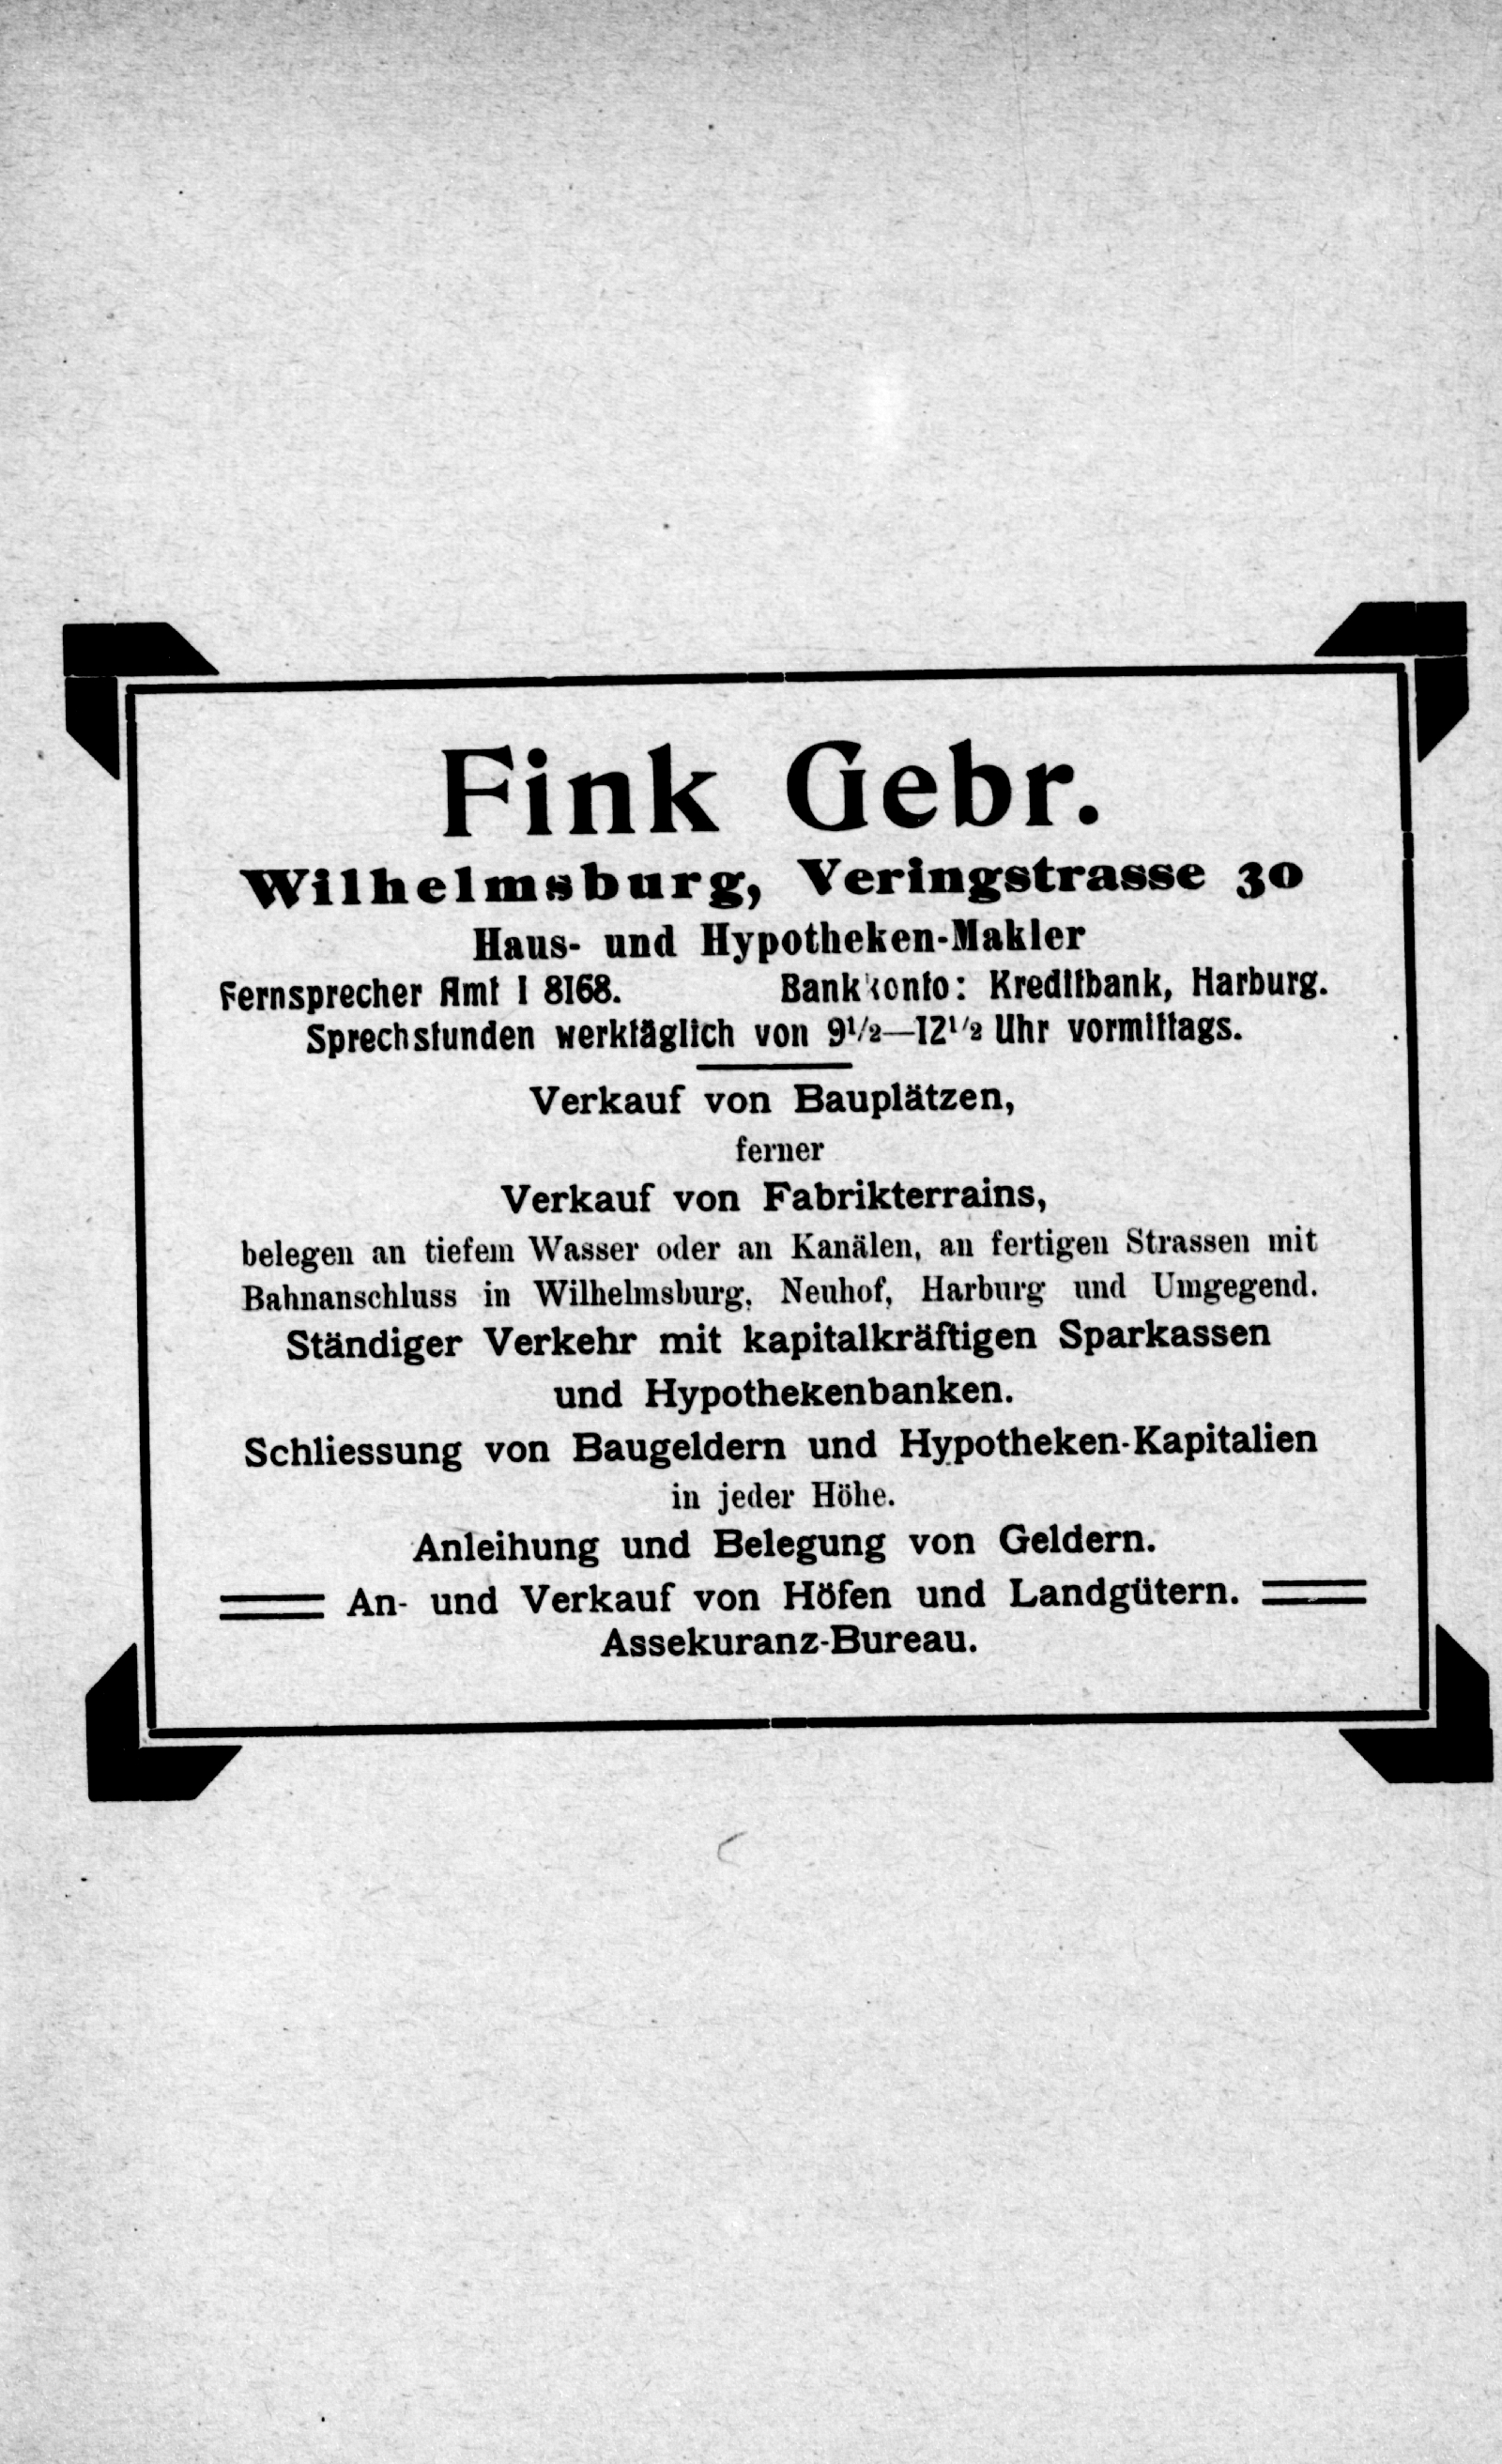 Fink Gebr.
Wilhelmsburg, Veringstrasse 30
Haus- und Hypotheken-Makler
Fernsprecher Amt I 8168. Bankkonto: Kreditbank, Harburg.
Sprechstunden werktäglich von 9½—12½ Uhr vormittags.
Verkauf von Bauplätzen,
ferner
Verkauf von Fabrikterrains,
belegen an tiefem Wasser oder an Kanälen, an fertigen Strassen mit
Bahnanschluss in Wilhelmsburg, Neuhof, Harburg und Umgegend.
Ständiger Verkehr mit kapitalkräftigen Sparkassen
und Hypothekenbanken.
Schliessung von Baugeldern und Hypotheken-Kapitalien
in jeder Höhe.
Anleihung und Belegung von Geldern.
An- und Verkauf von Höfen und Landgütern.
Assekuranz-Bureau.